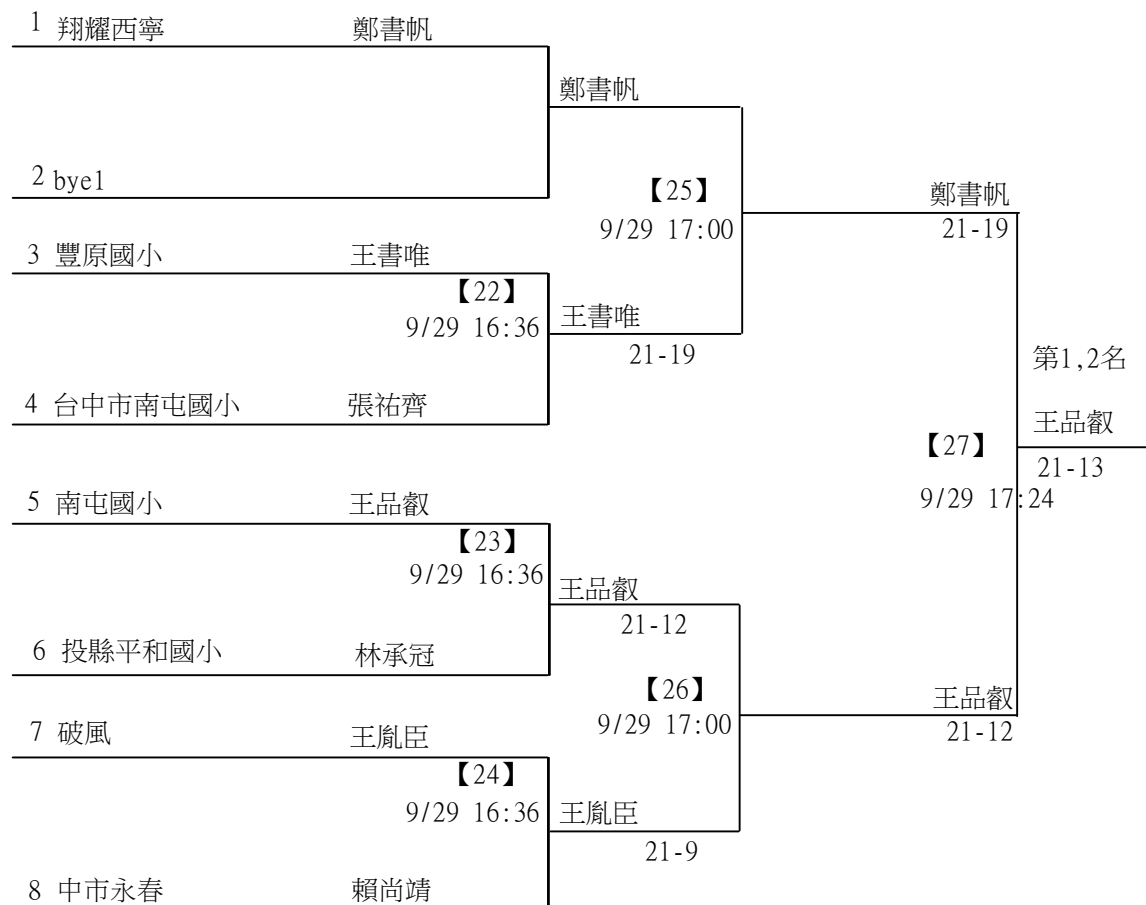 1 翔耀西寧 鄭書帆
鄭書帆
2 bye1
【25】
9/29 17:00
鄭書帆
21-19
3 豐原國小 王書唯
【22】
9/29 16:36
王書唯
21-19
第1,2名
4 台中市南屯國小 張祐齊
王品叡
【27】
21-13
9/29 17:24
5 南屯國小 王品叡
【23】
9/29 16:36
王品叡
21-12
6 投縣平和國小 林承冠
【26】
9/29 17:00
王品叡
21-12
7 破風 王胤臣
【24】
9/29 16:36
王胤臣
21-9
8 中市永春 賴尚靖